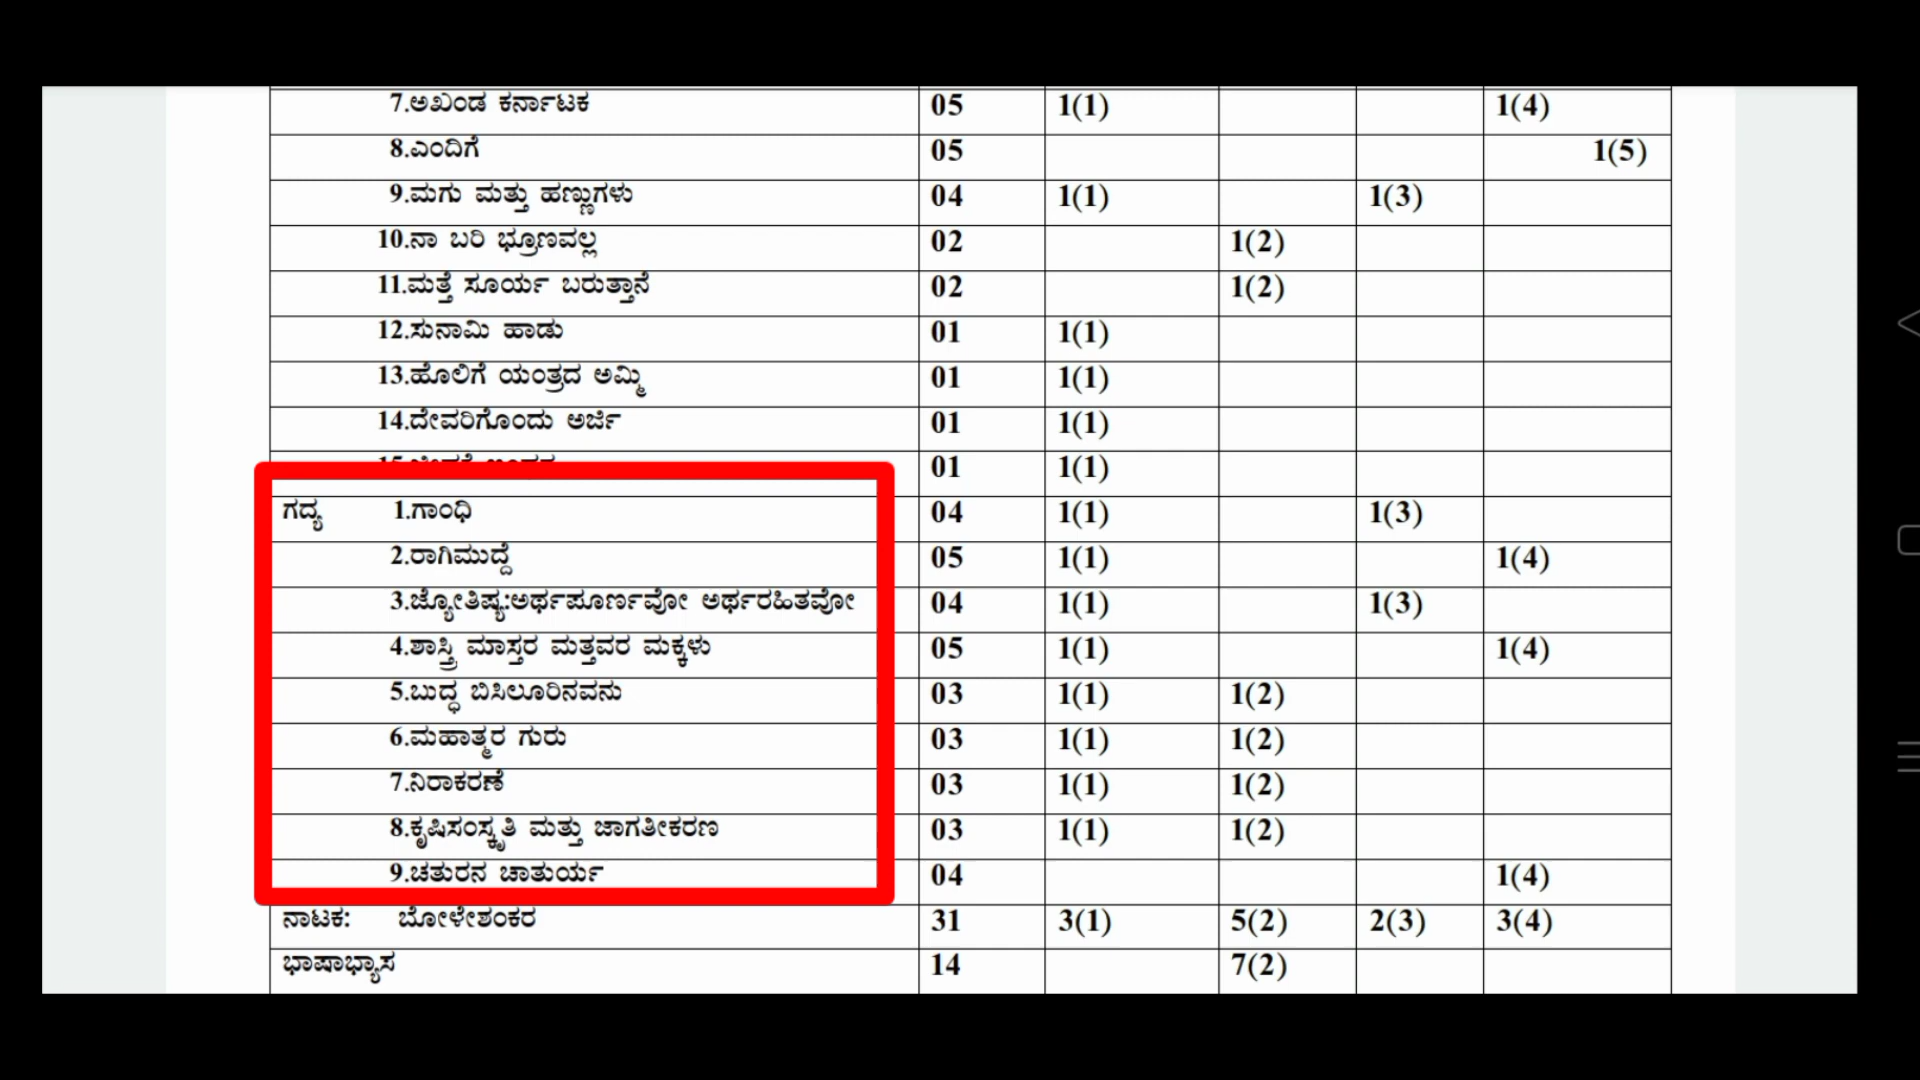 7.ಅಖಂಡ ಕರ್ನಾಟಕ 05 1(1) 1(4)
8.ಎಂದಿಗೆ 05 1(5)
9.ಮಗು ಮತ್ತು ಹಣ್ಣುಗಳು 04 1(1) 1(3)
10.ನಾ ಬರಿ ಭ್ರೂಣವಲ್ಲ 02 1(2)
11.ಮತ್ತೆ ಸೂರ್ಯ ಬರುತ್ತಾನೆ 02 1(2)
12.ಸುನಾಮಿ ಹಾಡು 01 1(1)
13.ಹೊಲಿಗೆ ಯಂತ್ರದ ಅಮ್ಮಿ 01 1(1)
14.ದೇವರಿಗೊಂದು ಅರ್ಜಿ 01 1(1)
01 1(1)
ಗದ್ಯ 1.ಗಾಂಧಿ 04 1(1) 1(3)
2.ರಾಗಿಮುದ್ದೆ 05 1(1) 1(4)
3.ಜ್ಯೋತಿಷ್ಯ:ಅರ್ಥಪೂರ್ಣವೋ ಅರ್ಥರಹಿತವೋ 04 1(1) 1(3)
4.ಶಾಸ್ತ್ರಿ ಮಾಸ್ತರ ಮತ್ತವರ ಮಕ್ಕಳು 05 1(1) 1(4)
5.ಬುದ್ಧ ಬಿಸಿಲೂರಿನವನು 03 1(1) 1(2)
6.ಮಹಾತ್ಮರ ಗುರು 03 1(1) 1(2)
7.ನಿರಾಕರಣೆ 03 1(1) 1(2)
8.ಕೃಷಿಸಂಸ್ಕೃತಿ ಮತ್ತು ಜಾಗತೀಕರಣ 03 1(1) 1(2)
9.ಚತುರನ ಚಾತುರ್ಯ 04 1(4)
ನಾಟಕ: ಬೋಳೇಶಂಕರ 31 3(1) 5(2) 2(3) 3(4)
ಭಾಷಾಭ್ಯಾಸ 14 7(2)